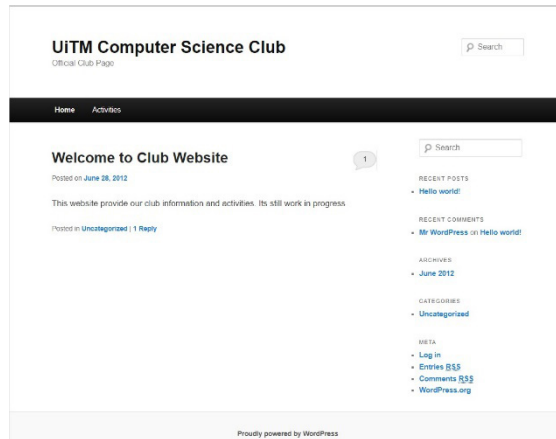 UiTM Computer Science Club
Official Club Page
Search
Home Activities
Welcome to Club Website
1
Posted on June 28, 2012
This website provide our club information and activities. Its still work in progress
Posted in Uncategorized | 1 Reply
Search
RECENT POSTS
Hello world!
RECENT COMMENTS
Mr WordPress on Hello world!
ARCHIVES
June 2012
CATEGORIES
Uncategorized
META
Log in
Entries RSS
Comments RSS
WordPress.org
Proudly powered by WordPress